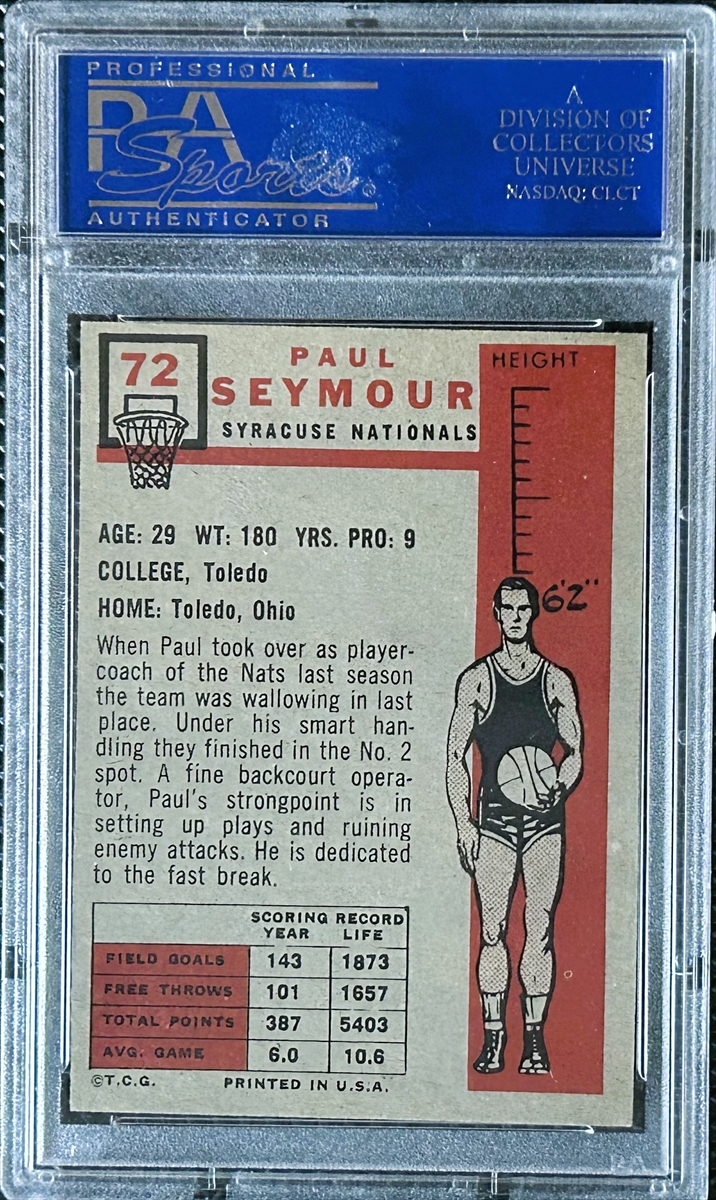 PROFESSIONAL
PSA
Sports®
AUTHENTICATOR
A
DIVISION OF
COLLECTORS
UNIVERSE
NASDAQ: CLCT
72
PAUL
SEYMOUR
SYRACUSE NATIONALS
HEIGHT
6'2"
AGE: 29 WT: 180 YRS. PRO: 9
COLLEGE, Toledo
HOME: Toledo, Ohio
When Paul took over as player-
coach of the Nats last season
the team was wallowing in last
place. Under his smart han-
dling they finished in the No. 2
spot. A fine backcourt opera-
tor, Paul's strongpoint is in
setting up plays and ruining
enemy attacks. He is dedicated
to the fast break.
SCORING RECORD
YEAR LIFE
FIELD GOALS 143 1873
FREE THROWS 101 1657
TOTAL POINTS 387 5403
AVG. GAME 6.0 10.6
©T.C.G. PRINTED IN U.S.A.